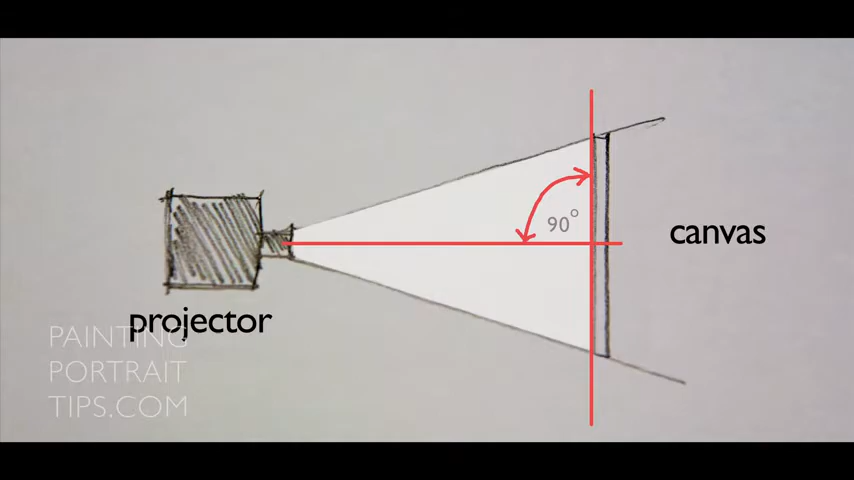 90°
canvas
projector
PAINTING
PORTRAIT
TIPS.COM